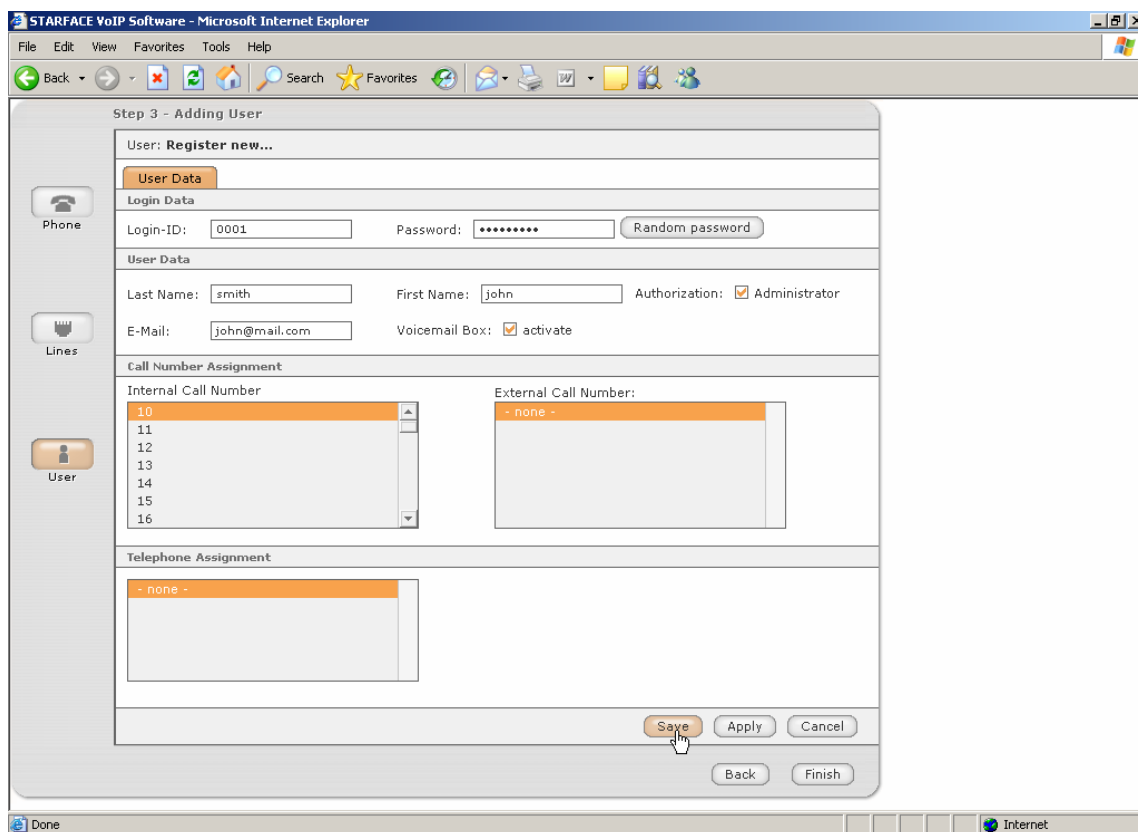 STARFACE VoIP Software - Microsoft Internet Explorer
File Edit View Favorites Tools Help
Back Search Favorites W
Step 3 - Adding User
User: Register new...
User Data
Login Data
Phone
Login-ID: 0001 Password: ••••••••• Random password
User Data
Last Name: smith First Name: john Authorization: Administrator
E-Mail: john@mail.com Voicemail Box: activate
Lines
Call Number Assignment
Internal Call Number External Call Number:
10 - none -
11
12
13
User
14
15
16
Telephone Assignment
- none -
Save Apply Cancel
Back Finish
Done Internet